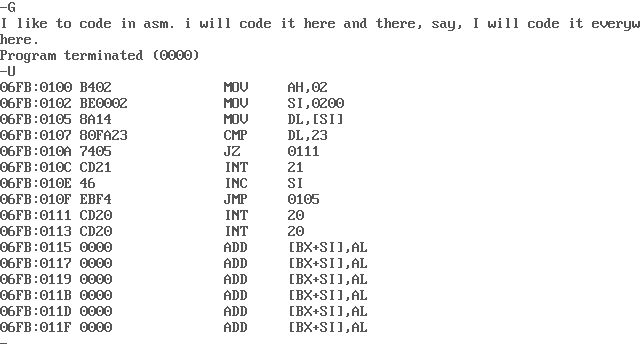 -G
I like to code in asm. i will code it here and there, say, I will code it everyw
here.
Program terminated (0000)
-U
06FB:0100 B402 MOV AH,02
06FB:0102 BE0002 MOV SI,0200
06FB:0105 8A14 MOV DL,[SI]
06FB:0107 80FA23 CMP DL,23
06FB:010A 7405 JZ 0111
06FB:010C CD21 INT 21
06FB:010E 46 INC SI
06FB:010F EBF4 JMP 0105
06FB:0111 CD20 INT 20
06FB:0113 CD20 INT 20
06FB:0115 0000 ADD [BX+SI],AL
06FB:0117 0000 ADD [BX+SI],AL
06FB:0119 0000 ADD [BX+SI],AL
06FB:011B 0000 ADD [BX+SI],AL
06FB:011D 0000 ADD [BX+SI],AL
06FB:011F 0000 ADD [BX+SI],AL
-